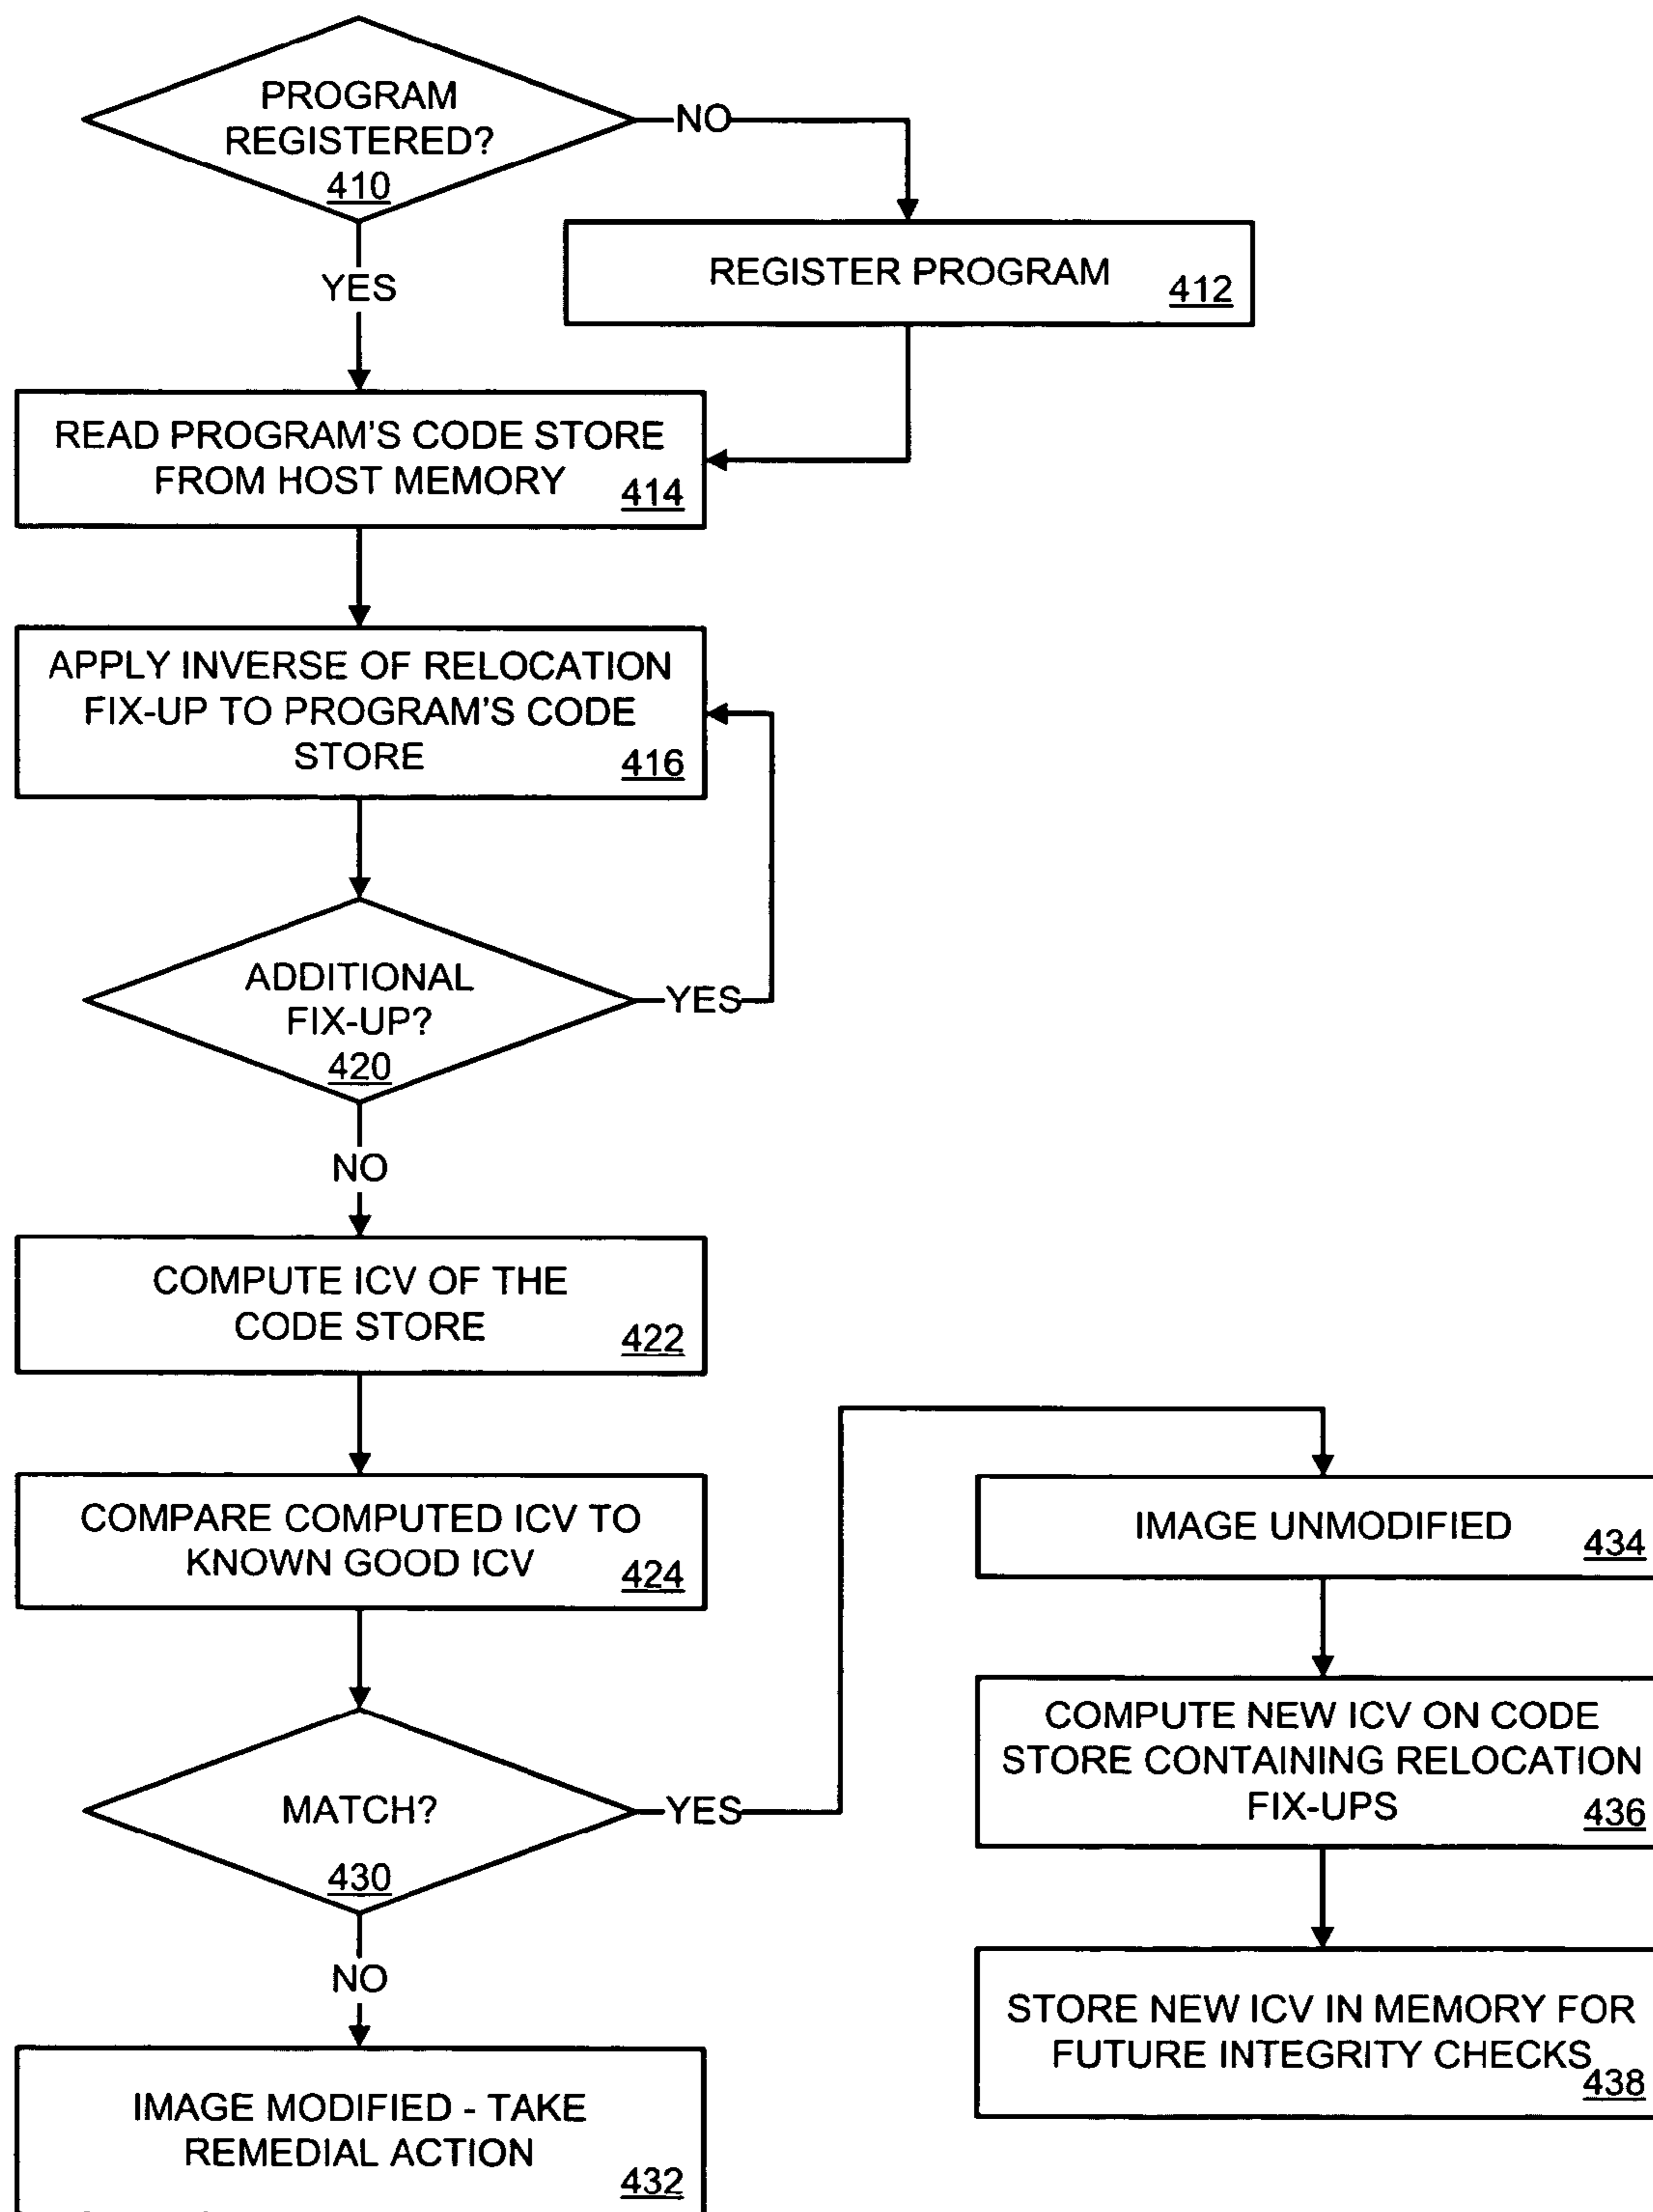 PROGRAM
REGISTERED?
410
NO
YES
REGISTER PROGRAM
412
READ PROGRAM'S CODE STORE
FROM HOST MEMORY
414
APPLY INVERSE OF RELOCATION
FIX-UP TO PROGRAM'S CODE
STORE
416
ADDITIONAL
FIX-UP?
420
YES
NO
COMPUTE ICV OF THE
CODE STORE
422
COMPARE COMPUTED ICV TO
KNOWN GOOD ICV
424
MATCH?
430
YES
NO
IMAGE MODIFIED - TAKE
REMEDIAL ACTION
432
IMAGE UNMODIFIED
434
COMPUTE NEW ICV ON CODE
STORE CONTAINING RELOCATION
FIX-UPS
436
STORE NEW ICV IN MEMORY FOR
FUTURE INTEGRITY CHECKS
438